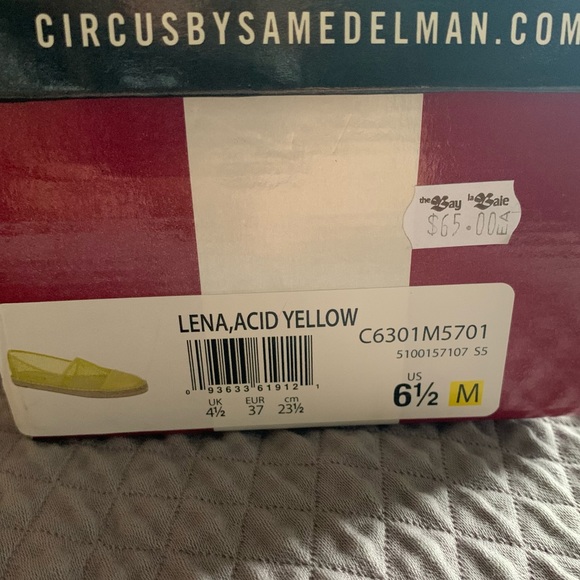 CIRCUSBYSAMEDELMAN.COM
the Bay la Baie
$65.00 EA
LENA,ACID YELLOW
C6301M5701
5100157107 S5
0 93633 61912 1
UK EUR cm
4½ 37 23½
US
6½ M